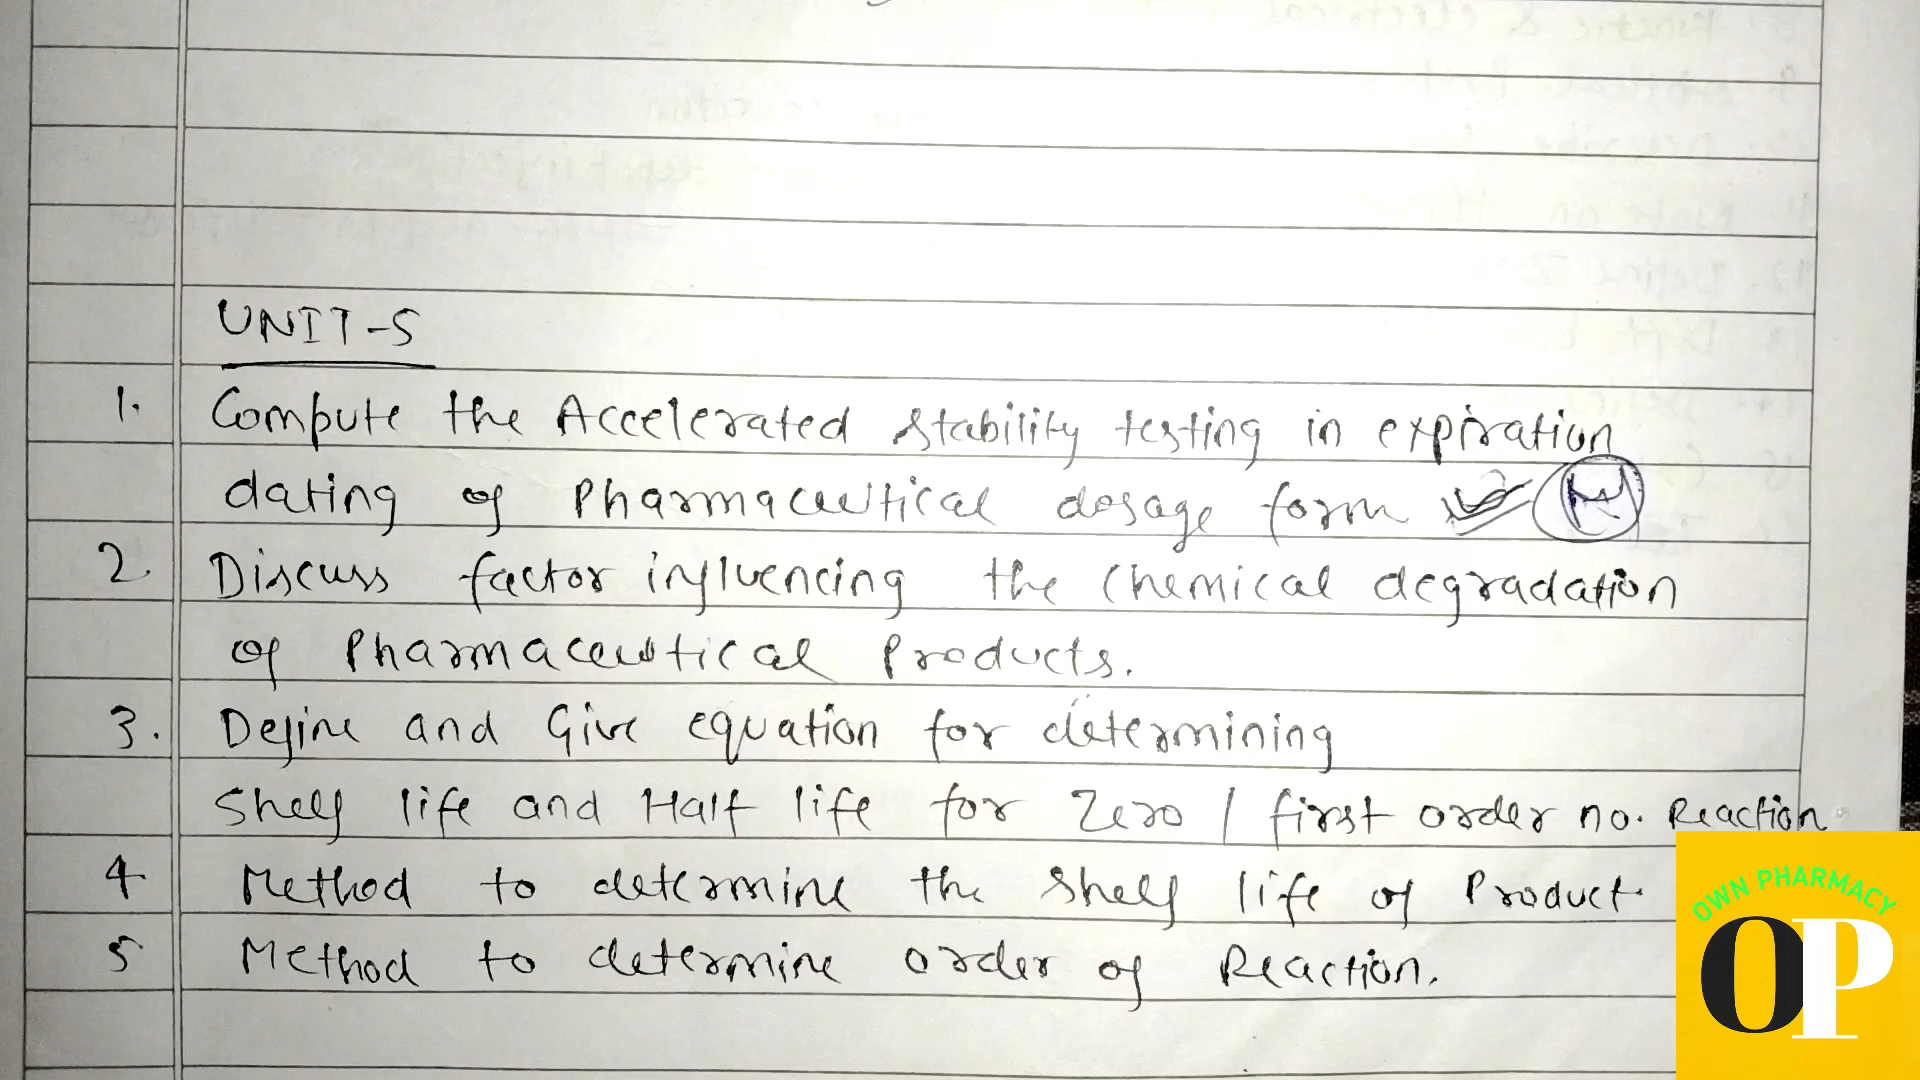 UNIT-5
1. Compute the Accelerated stability testing in expiration
dating of Pharmaceutical dosage form
2. Discuss factor influencing the Chemical degradation
of Pharmaceutical Products.
3. Define and Give equation for determining
Shelf life and Half life for Zero / first order no. Reaction
4 Method to determine the Shelf life of Product.
5 Method to determine order of Reaction.
OWN PHARMACY
OP